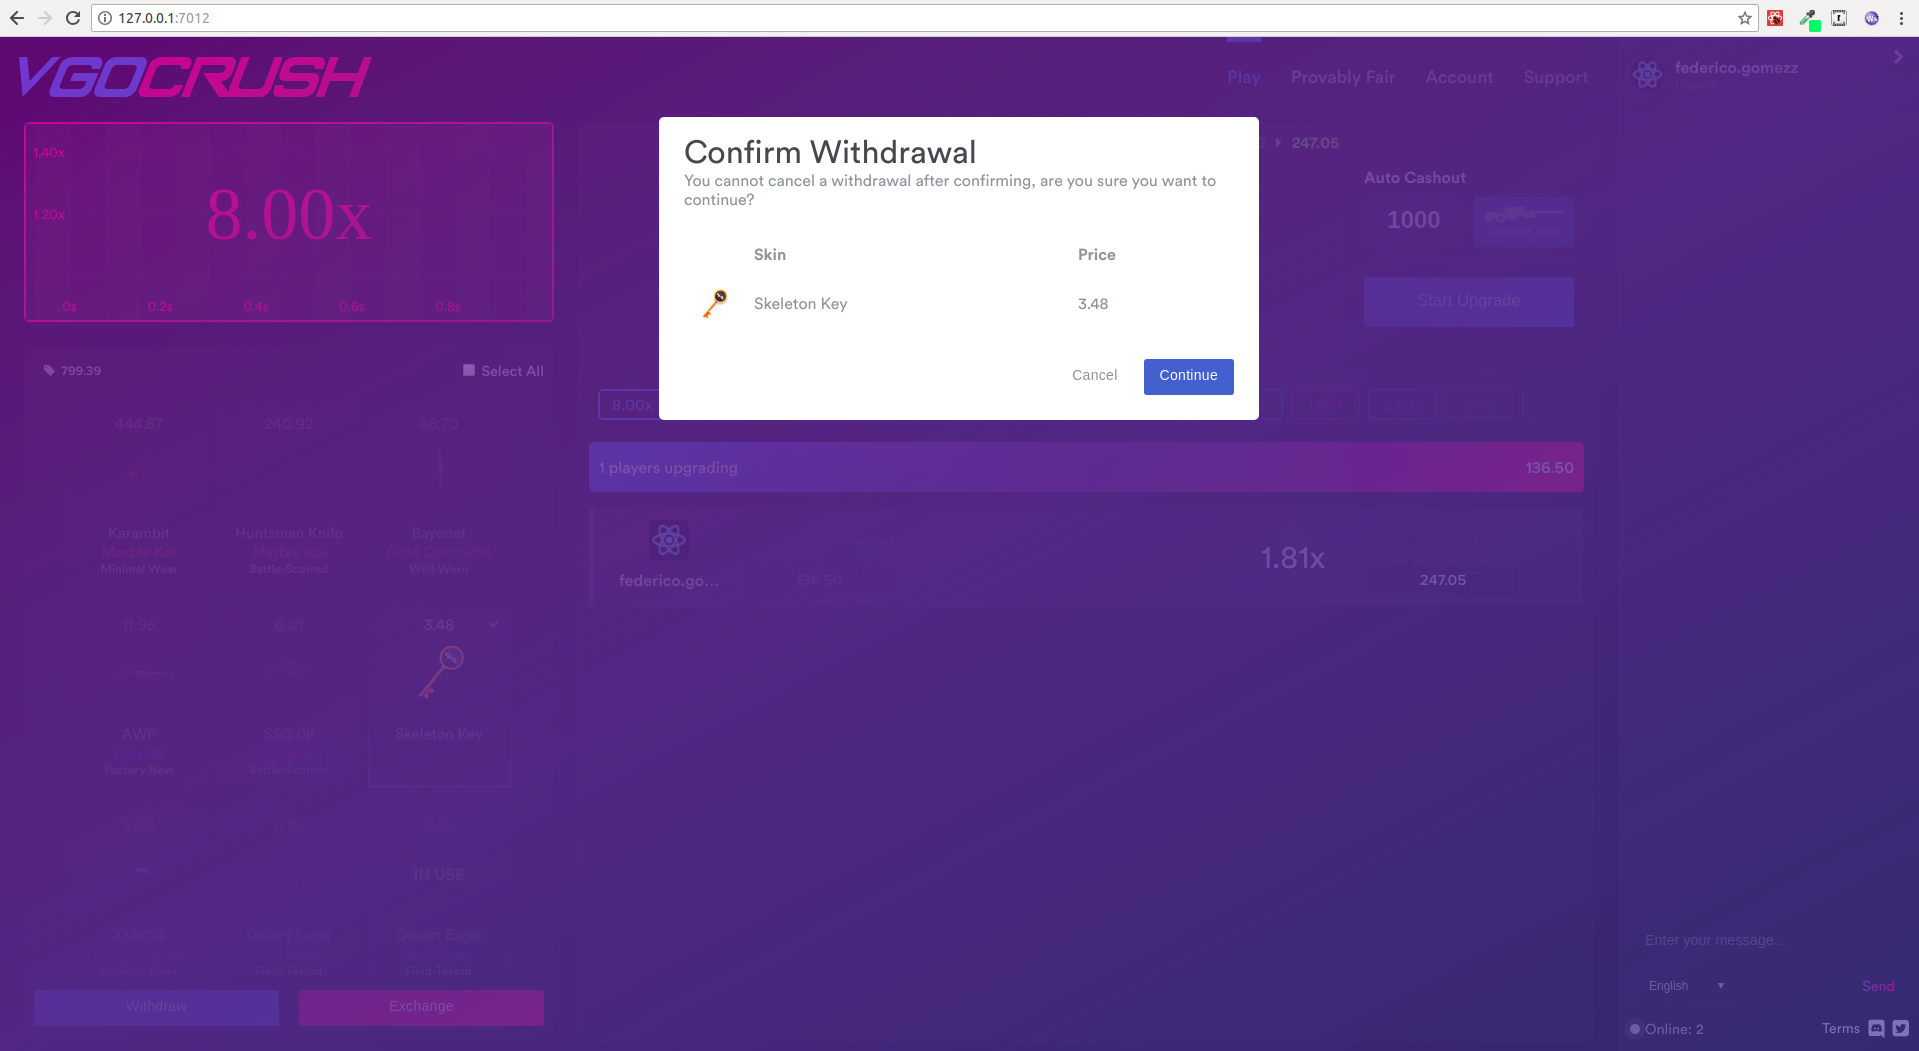 127.0.0.1:7012
VGOCRUSH
Play
Provably Fair
Account
Support
federico.gomezz
Logout
1.40x
1.20x
8.00x
0s
0.2s
0.4s
0.6s
0.8s
Confirm Withdrawal
You cannot cancel a withdrawal after confirming, are you sure you want to
continue?
Skin
Price
Skeleton Key
3.48
Cancel
Continue
247.05
Auto Cashout
1000
CHOOSE SKIN
Start Upgrade
799.39
Select All
444.87
240.92
88.70
Karambit
Huntsman Knife
Bayonet
Marble Koi
Marble Koi
Gold Corrosion
Minimal Wear
Battle-Scarred
Well-Worn
11.95
6.01
3.48
AWP
SSG 08
Skeleton Key
Polycat
Factory New
Battle-Scarred
IN USE
XM1014
Desert Eagle
Desert Eagle
Minimal Wear
Field-Tested
Field-Tested
Withdraw
Exchange
8.00x
1 players upgrading
136.50
federico.go...
136.50
1.81x
247.05
Enter your message...
English
Send
Online: 2
Terms